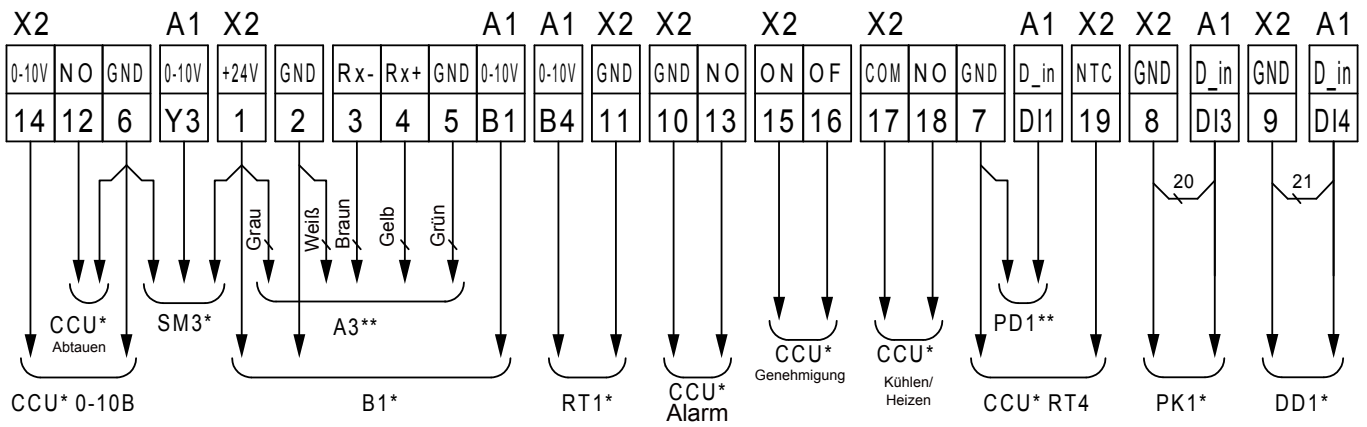 X2 A1 X2 A1 A1 X2 X2 X2 X2 A1 X2 X2 A1 X2 A1
0-10V NO GND 0-10V +24V GND Rx- Rx+ GND 0-10V 0-10V GND GND NO ON OF COM NO GND D_in NTC GND D_in GND D_in
14 12 6 Y3 1 2 3 4 5 B1 B4 11 10 13 15 16 17 18 7 DI1 19 8 DI3 9 DI4
20 21
Grau Weiß Braun Gelb Grün
CCU* SM3* A3** PD1**
Abtauen
CCU* CCU*
Genehmigung Kühlen/
Heizen
CCU* 0-10B B1* RT1* CCU* CCU* RT4 PK1* DD1*
Alarm